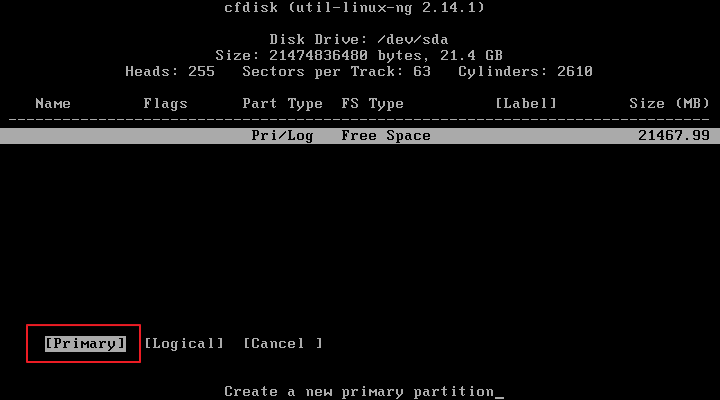 cfdisk (util-linux-ng 2.14.1)
Disk Drive: /dev/sda
Size: 21474836480 bytes, 21.4 GB
Heads: 255   Sectors per Track: 63   Cylinders: 2610
Name   Flags   Part Type   FS Type   [Label]   Size (MB)
Pri/Log   Free Space   21467.99
[Primary]  [Logical]  [Cancel ]
Create a new primary partition_